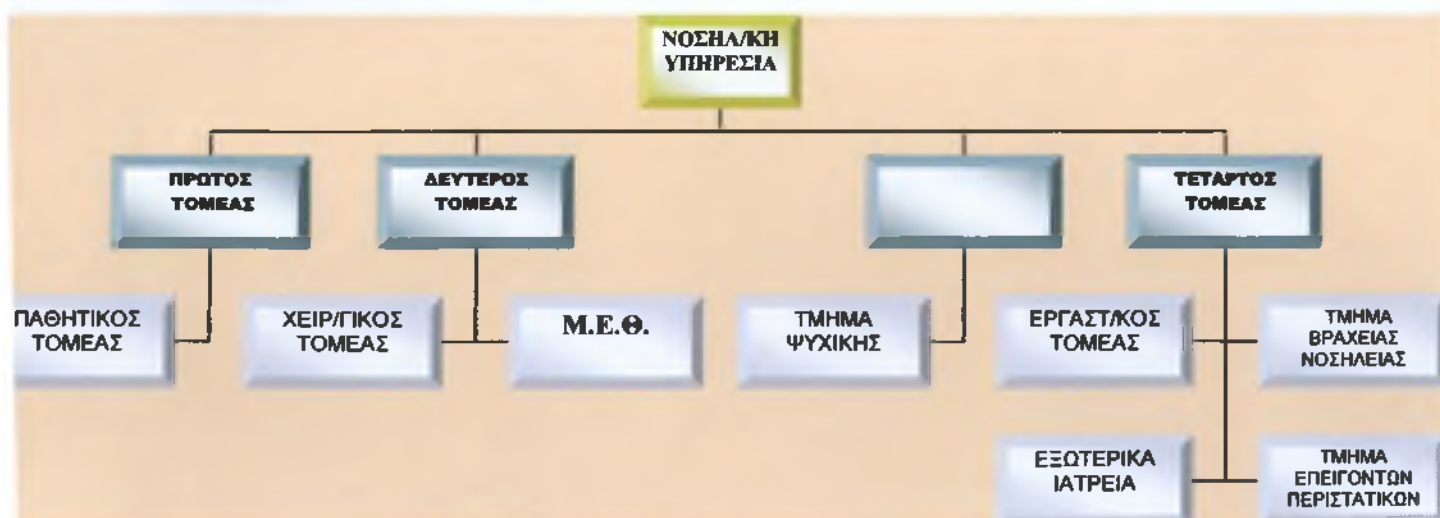 ΝΟΣΗΛ/ΚΗ
ΥΠΗΡΕΣΙΑ
ΠΡΩΤΟΣ
ΤΟΜΕΑΣ
ΔΕΥΤΕΡΟΣ
ΤΟΜΕΑΣ
ΤΕΤΑΡΤΟΣ
ΤΟΜΕΑΣ
ΠΑΘΗΤΙΚΟΣ
ΤΟΜΕΑΣ
ΧΕΙΡ/ΓΙΚΟΣ
ΤΟΜΕΑΣ
Μ.Ε.Θ.
ΤΜΗΜΑ
ΨΥΧΙΚΗΣ
ΕΡΓΑΣΤ/ΚΟΣ
ΤΟΜΕΑΣ
ΤΜΗΜΑ
ΒΡΑΧΕΙΑΣ
ΝΟΣΗΛΕΙΑΣ
ΕΞΩΤΕΡΙΚΑ
ΙΑΤΡΕΙΑ
ΤΜΗΜΑ
ΕΠΕΙΓΟΝΤΩΝ
ΠΕΡΙΣΤΑΤΙΚΩΝ